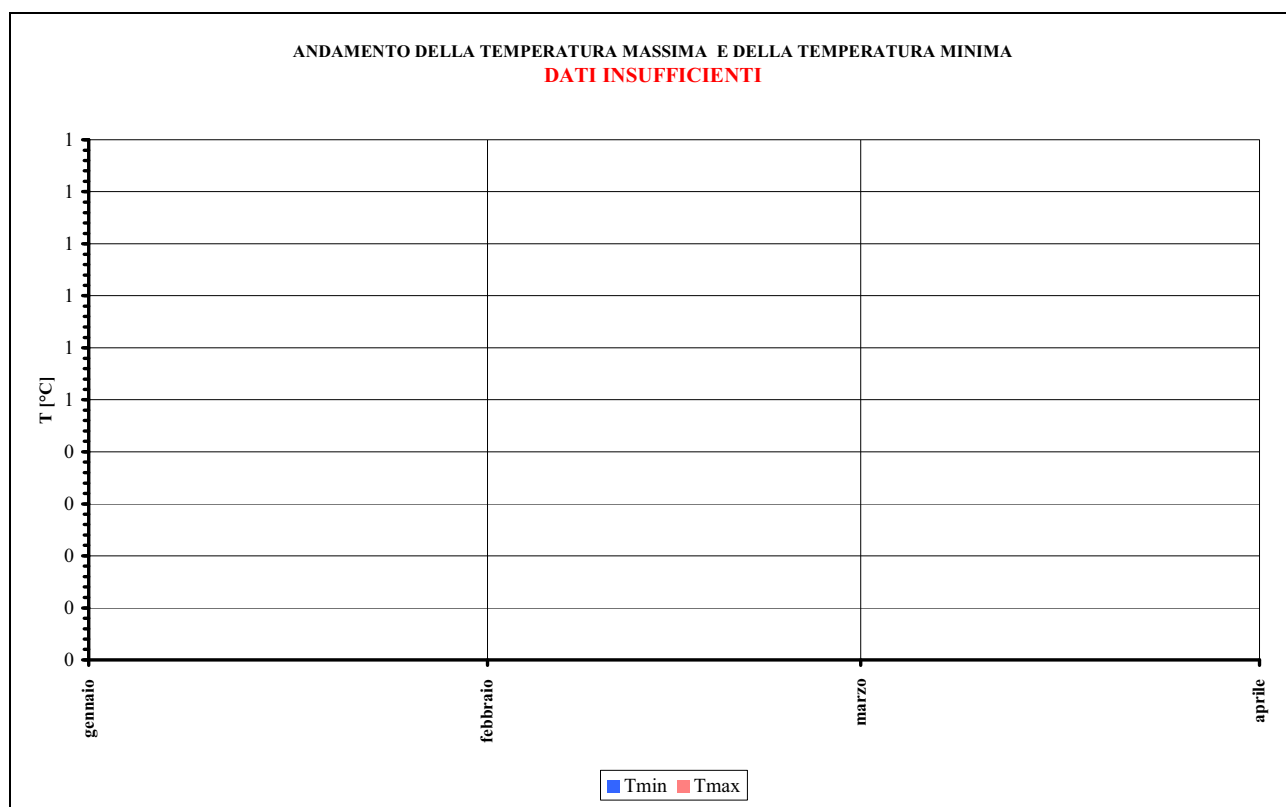 ANDAMENTO DELLA TEMPERATURA MASSIMA E DELLA TEMPERATURA MINIMA
DATI INSUFFICIENTI
1
1
1
1
1
1
0
0
0
0
0
T [°C]
gennaio
febbraio
marzo
aprile
Tmin Tmax